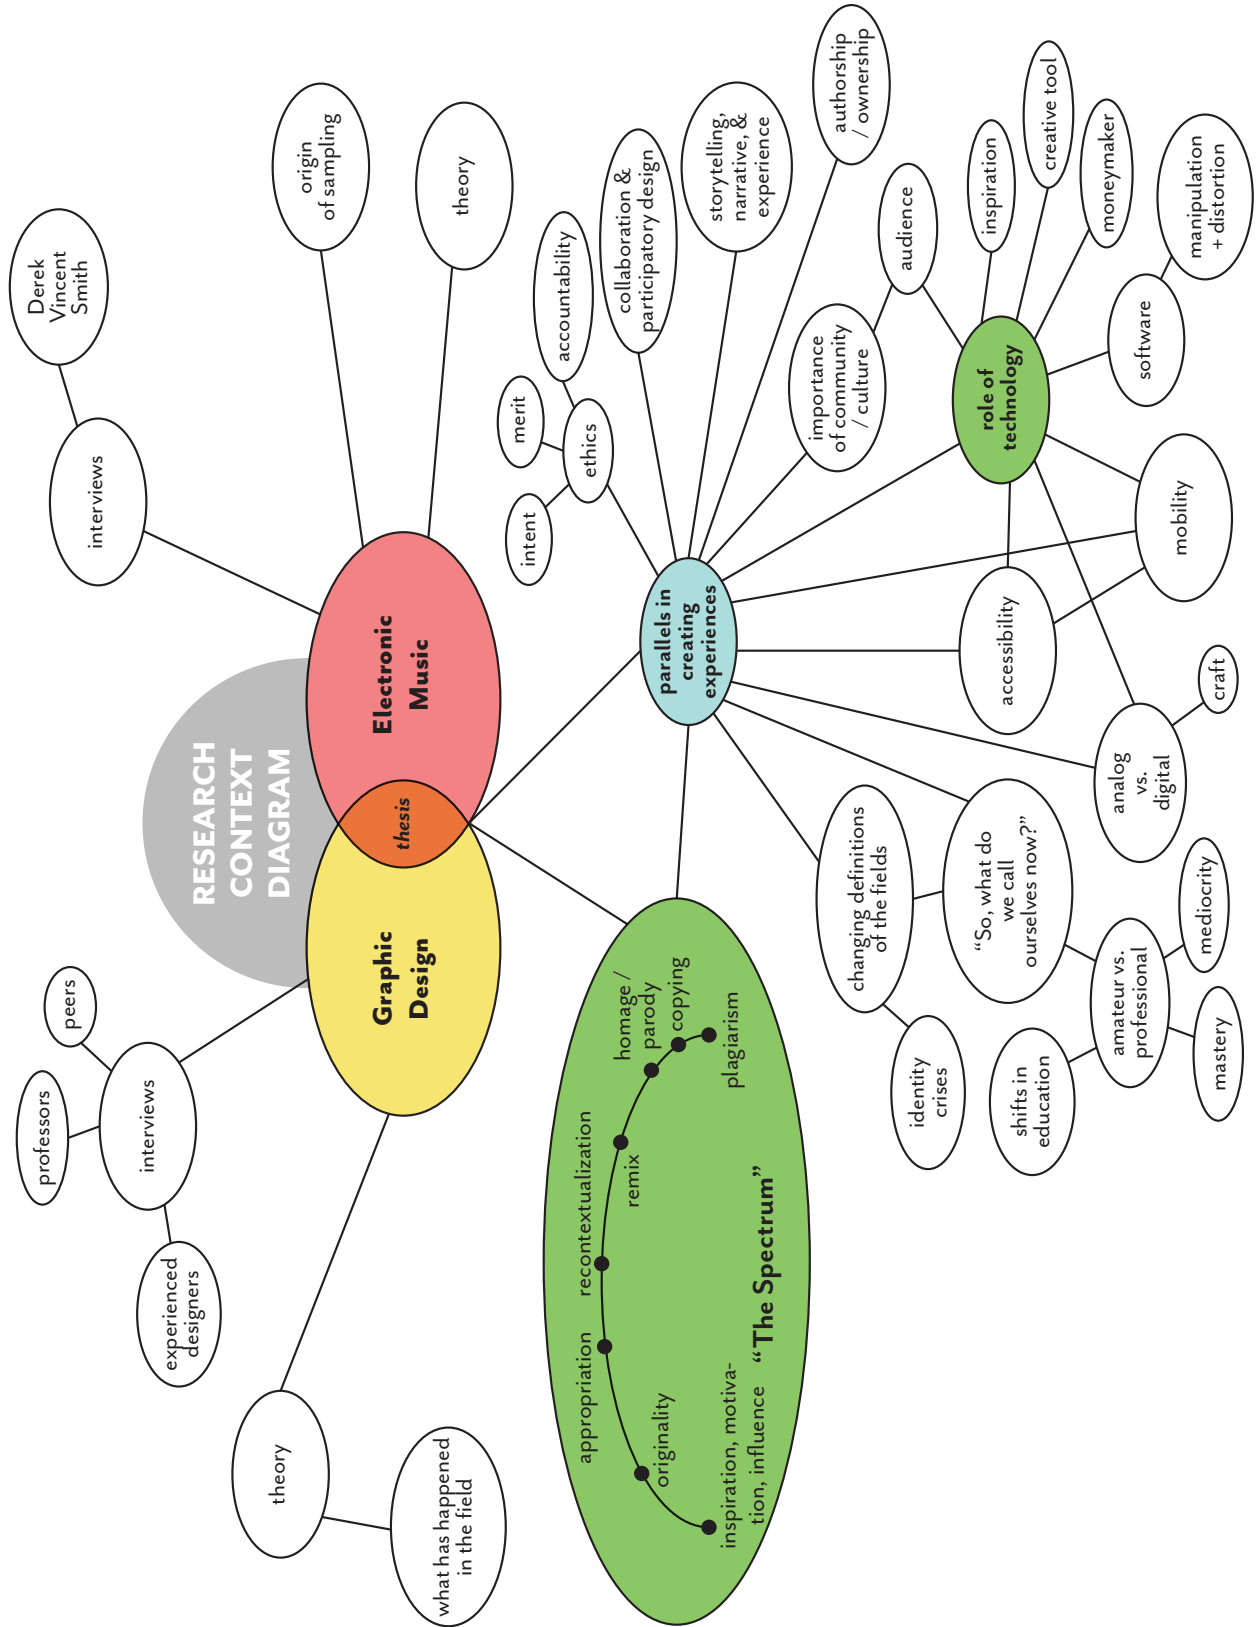 RESEARCH
CONTEXT
DIAGRAM
Graphic
Design
thesis
Electronic
Music
professors
peers
interviews
experienced
designers
theory
what has happened
in the field
interviews
Derek
Vincent
Smith
origin
of sampling
theory
appropriation
recontextualization
homage /
parody
copying
remix
originality
plagiarism
inspiration, motiva-
tion, influence
“The Spectrum”
parallels in
creating
experiences
intent
merit
accountability
ethics
collaboration &
participatory design
storytelling,
narrative, &
experience
authorship
/ ownership
importance
of community
/ culture
audience
role of
technology
inspiration
creative tool
moneymaker
software
manipulation
+ distortion
mobility
accessibility
analog
vs.
digital
craft
changing definitions
of the fields
identity
crises
“So, what do
we call
ourselves now?”
amateur vs.
professional
shifts in
education
mastery
mediocrity